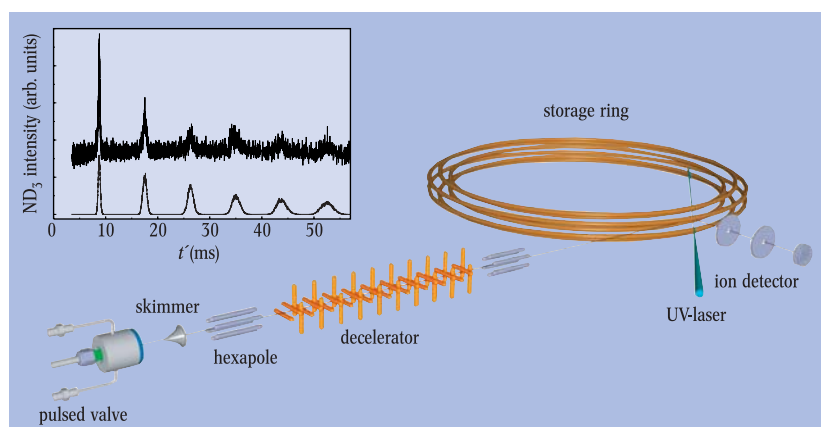 ND3 intensity (arb. units)
0 10 20 30 40 50
t´(ms)
storage ring
ion detector
UV-laser
skimmer
decelerator
hexapole
pulsed valve